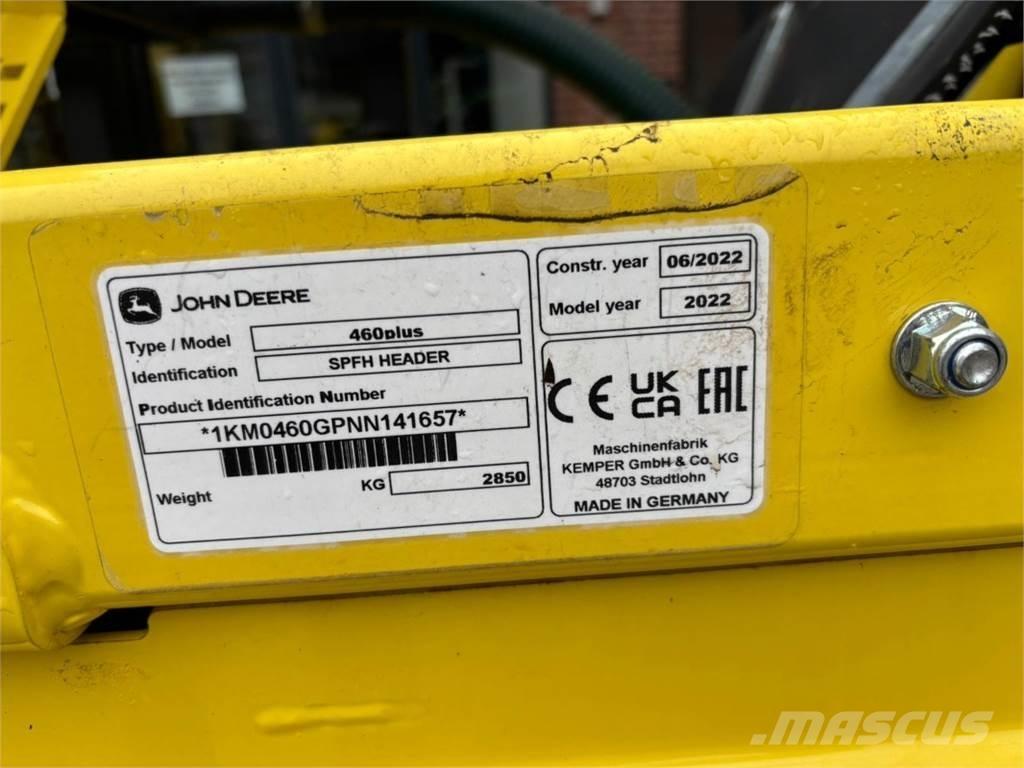 JOHN DEERE
Type / Model 460plus
Identification SPFH HEADER
Product Identification Number
*1KM0460GPNN141657*
Weight KG 2850
Constr. year 06/2022
Model year 2022
CE UK CA EAC
Maschinenfabrik
KEMPER GmbH & Co. KG
48703 Stadtlohn
MADE IN GERMANY
MASCUS